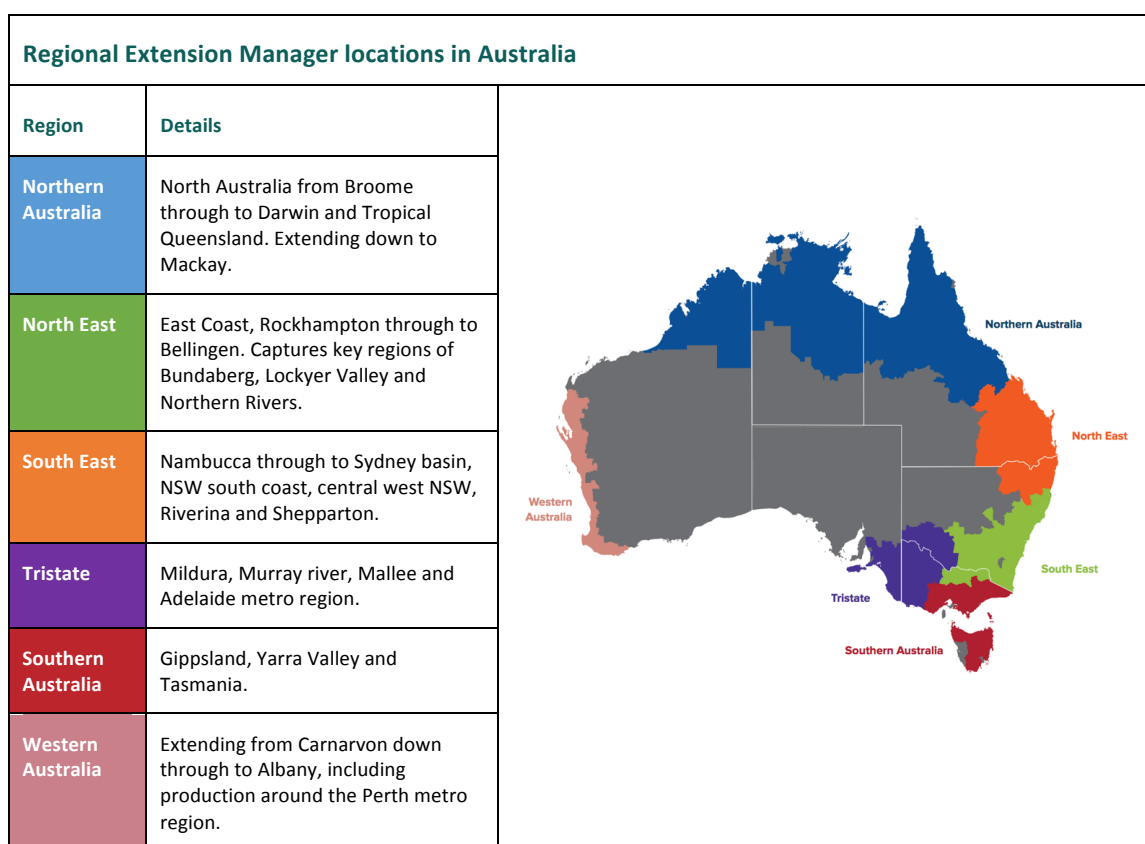 Regional Extension Manager locations in Australia
Region
Details
Northern
Australia
North Australia from Broome
through to Darwin and Tropical
Queensland. Extending down to
Mackay.
North East
East Coast, Rockhampton through to
Bellingen. Captures key regions of
Bundaberg, Lockyer Valley and
Northern Rivers.
South East
Nambucca through to Sydney basin,
NSW south coast, central west NSW,
Riverina and Shepparton.
Tristate
Mildura, Murray river, Mallee and
Adelaide metro region.
Southern
Australia
Gippsland, Yarra Valley and
Tasmania.
Western
Australia
Extending from Carnarvon down
through to Albany, including
production around the Perth metro
region.
Northern Australia
North East
Western
Australia
South East
Tristate
Southern Australia